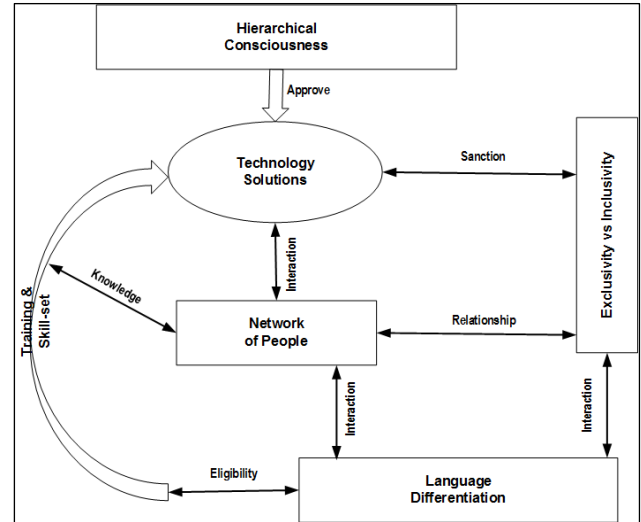 Hierarchical
Consciousness
Approve
Technology
Solutions
Sanction
Exclusivity vs Inclusivity
Interaction
Knowledge
Training &
Skill-set
Network
of People
Relationship
Interaction
Interaction
Eligibility
Language
Differentiation